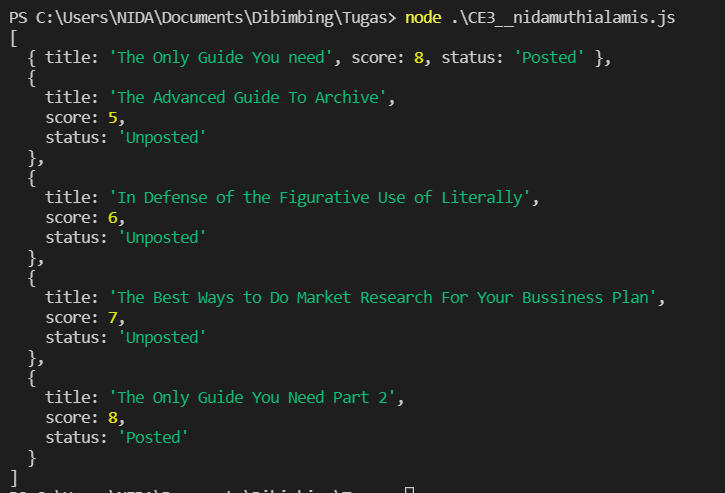 PS C:\Users\NIDA\Documents\Dibimbing\Tugas> node .\CE3__nidamuthialamis.js
[
  { title: 'The Only Guide You need', score: 8, status: 'Posted' },
  {
    title: 'The Advanced Guide To Archive',
    score: 5,
    status: 'Unposted'
  },
  {
    title: 'In Defense of the Figurative Use of Literally',
    score: 6,
    status: 'Unposted'
  },
  {
    title: 'The Best Ways to Do Market Research For Your Bussiness Plan',
    score: 7,
    status: 'Unposted'
  },
  {
    title: 'The Only Guide You Need Part 2',
    score: 8,
    status: 'Posted'
  }
]